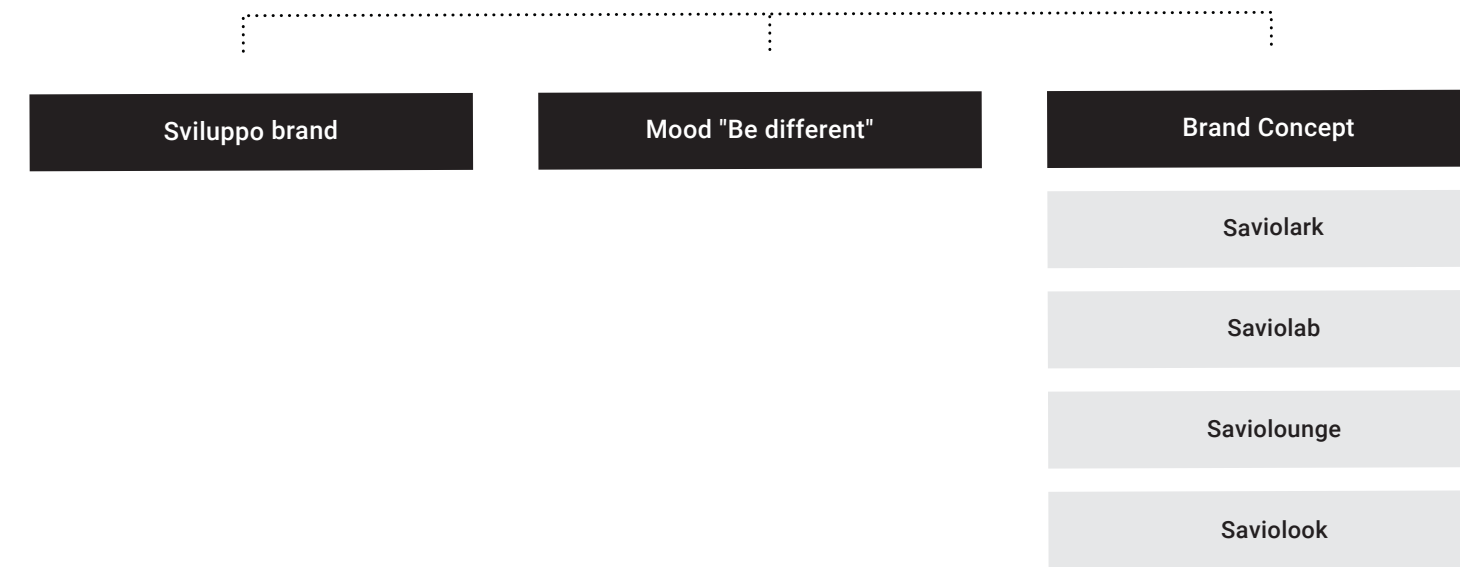 Sviluppo brand
Mood "Be different"
Brand Concept
Saviolark
Saviolab
Saviolounge
Saviolook